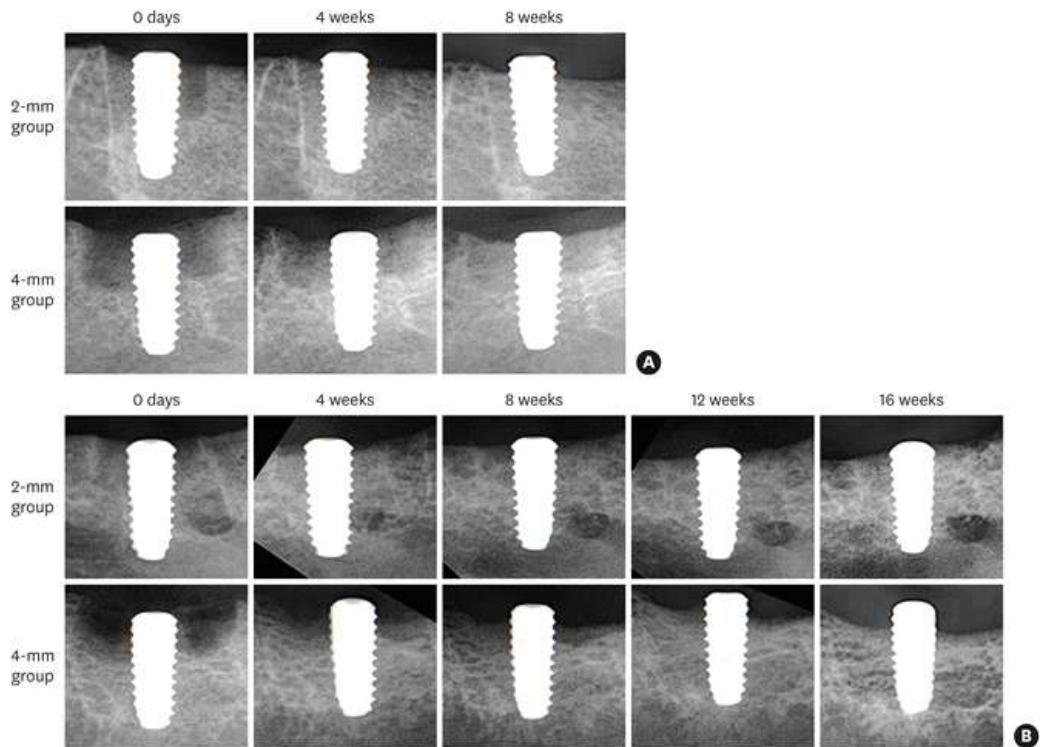 0 days 4 weeks 8 weeks
2-mm
group
4-mm
group
A
0 days 4 weeks 8 weeks 12 weeks 16 weeks
2-mm
group
4-mm
group
B